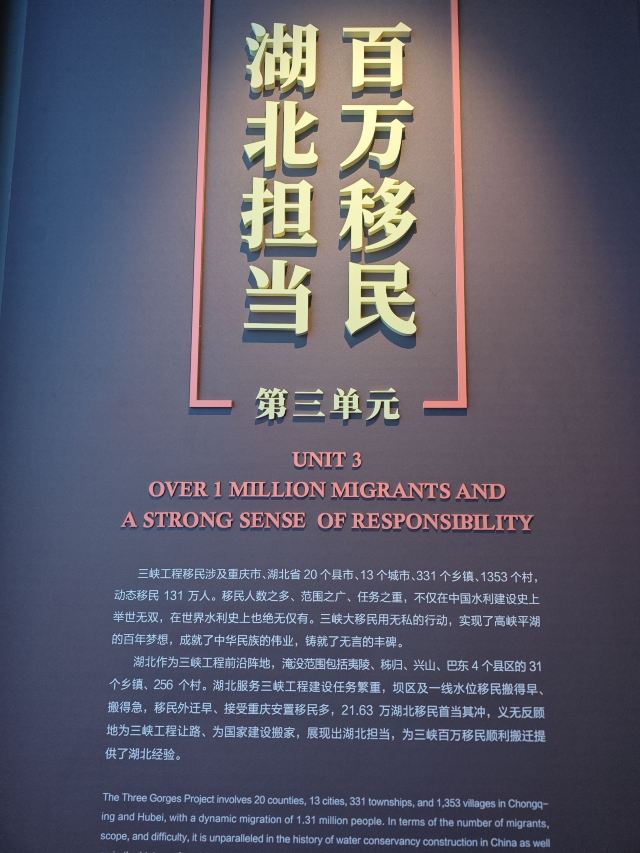 百万移民
湖北担当
第三单元
UNIT 3
OVER 1 MILLION MIGRANTS AND
A STRONG SENSE OF RESPONSIBILITY
三峡工程移民涉及重庆市、湖北省 20 个县市、13 个城市、331 个乡镇、1353 个村，
动态移民 131 万人。移民人数之多、范围之广、任务之重，不仅在中国水利建设史上
举世无双，在世界水利史上也绝无仅有。三峡大移民用无私的行动，实现了高峡平湖
的百年梦想，成就了中华民族的伟业，铸就了无言的丰碑。
湖北作为三峡工程前沿阵地，淹没范围包括夷陵、秭归、兴山、巴东 4 个县区的 31
个乡镇、256 个村。湖北服务三峡工程建设任务繁重，坝区及一线水位移民搬得早、
搬得急，移民外迁早、接受重庆安置移民多，21.63 万湖北移民首当其冲，义无反顾
地为三峡工程让路、为国家建设搬家，展现出湖北担当，为三峡百万移民顺利搬迁提
供了湖北经验。
The Three Gorges Project involves 20 counties, 13 cities, 331 townships, and 1,353 villages in Chongq-
ing and Hubei, with a dynamic migration of 1.31 million people. In terms of the number of migrants,
scope, and difficulty, it is unparalleled in the history of water conservancy construction in China as well